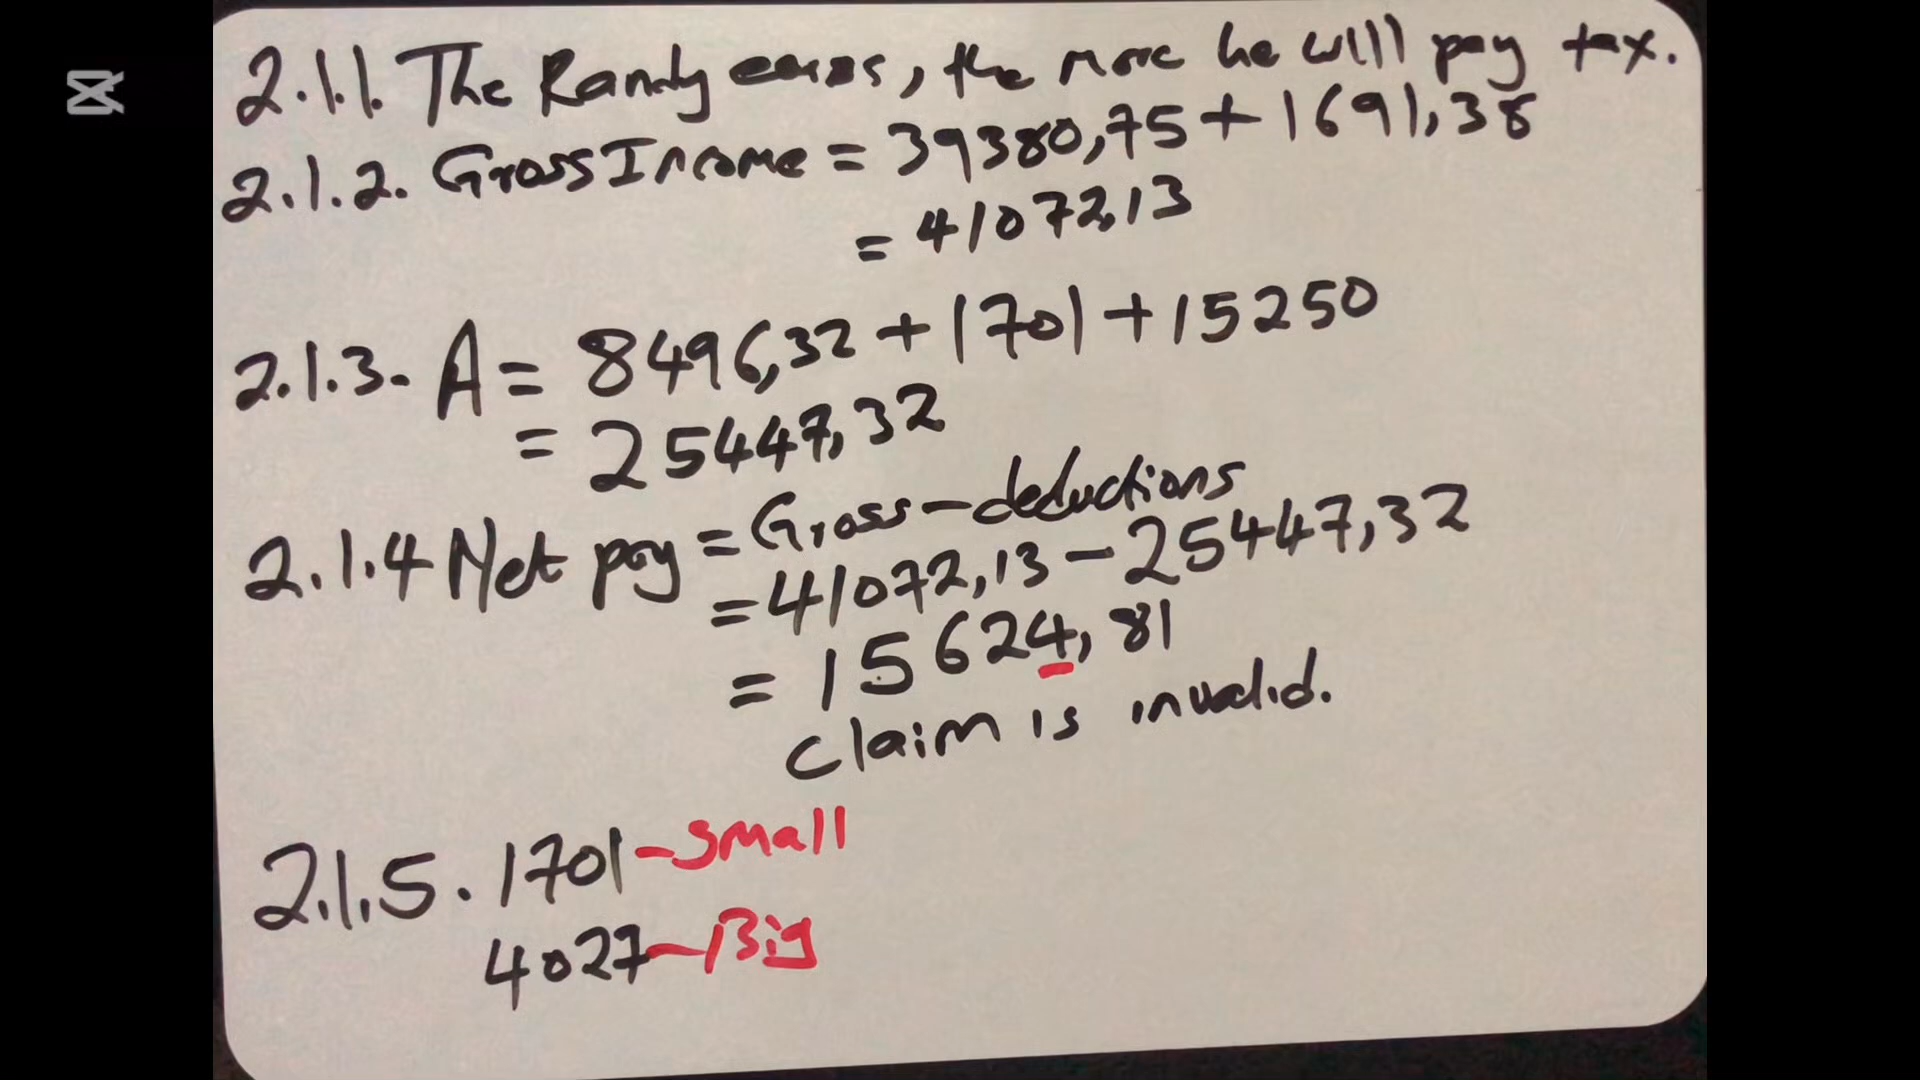 2.1.1. The Randy earns, the more he will pay tax.
2.1.2. Gross Income = 39380,75 + 1691,38
= 41072,13
2.1.3. A = 8496,32 + 1701 + 15250
= 25447,32
2.1.4 Net pay = Gross - deductions
= 41072,13 - 25447,32
= 15624,81
Claim is invalid.
2.1.5. 1701 - small
4027 - Big